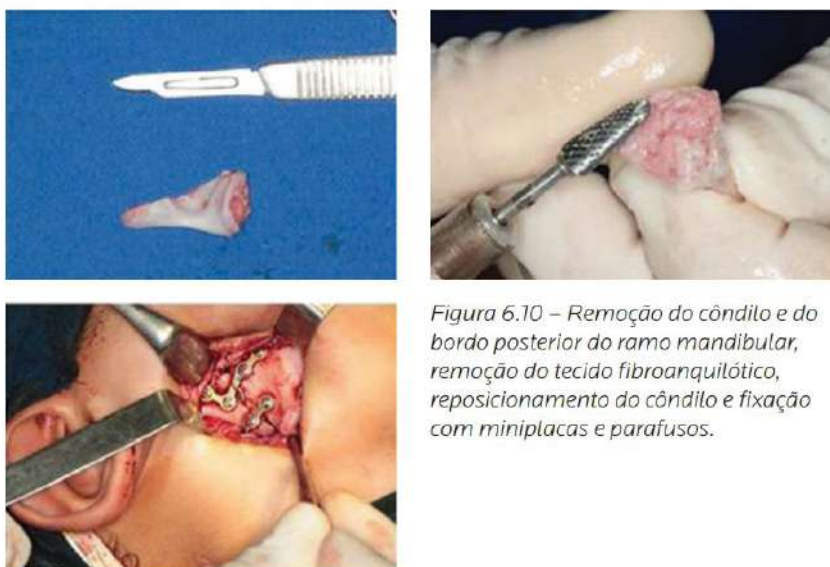 Figura 6.10 – Remoção do côndilo e do
bordo posterior do ramo mandibular,
remoção do tecido fibroanquilótico,
reposicionamento do côndilo e fixação
com miniplacas e parafusos.